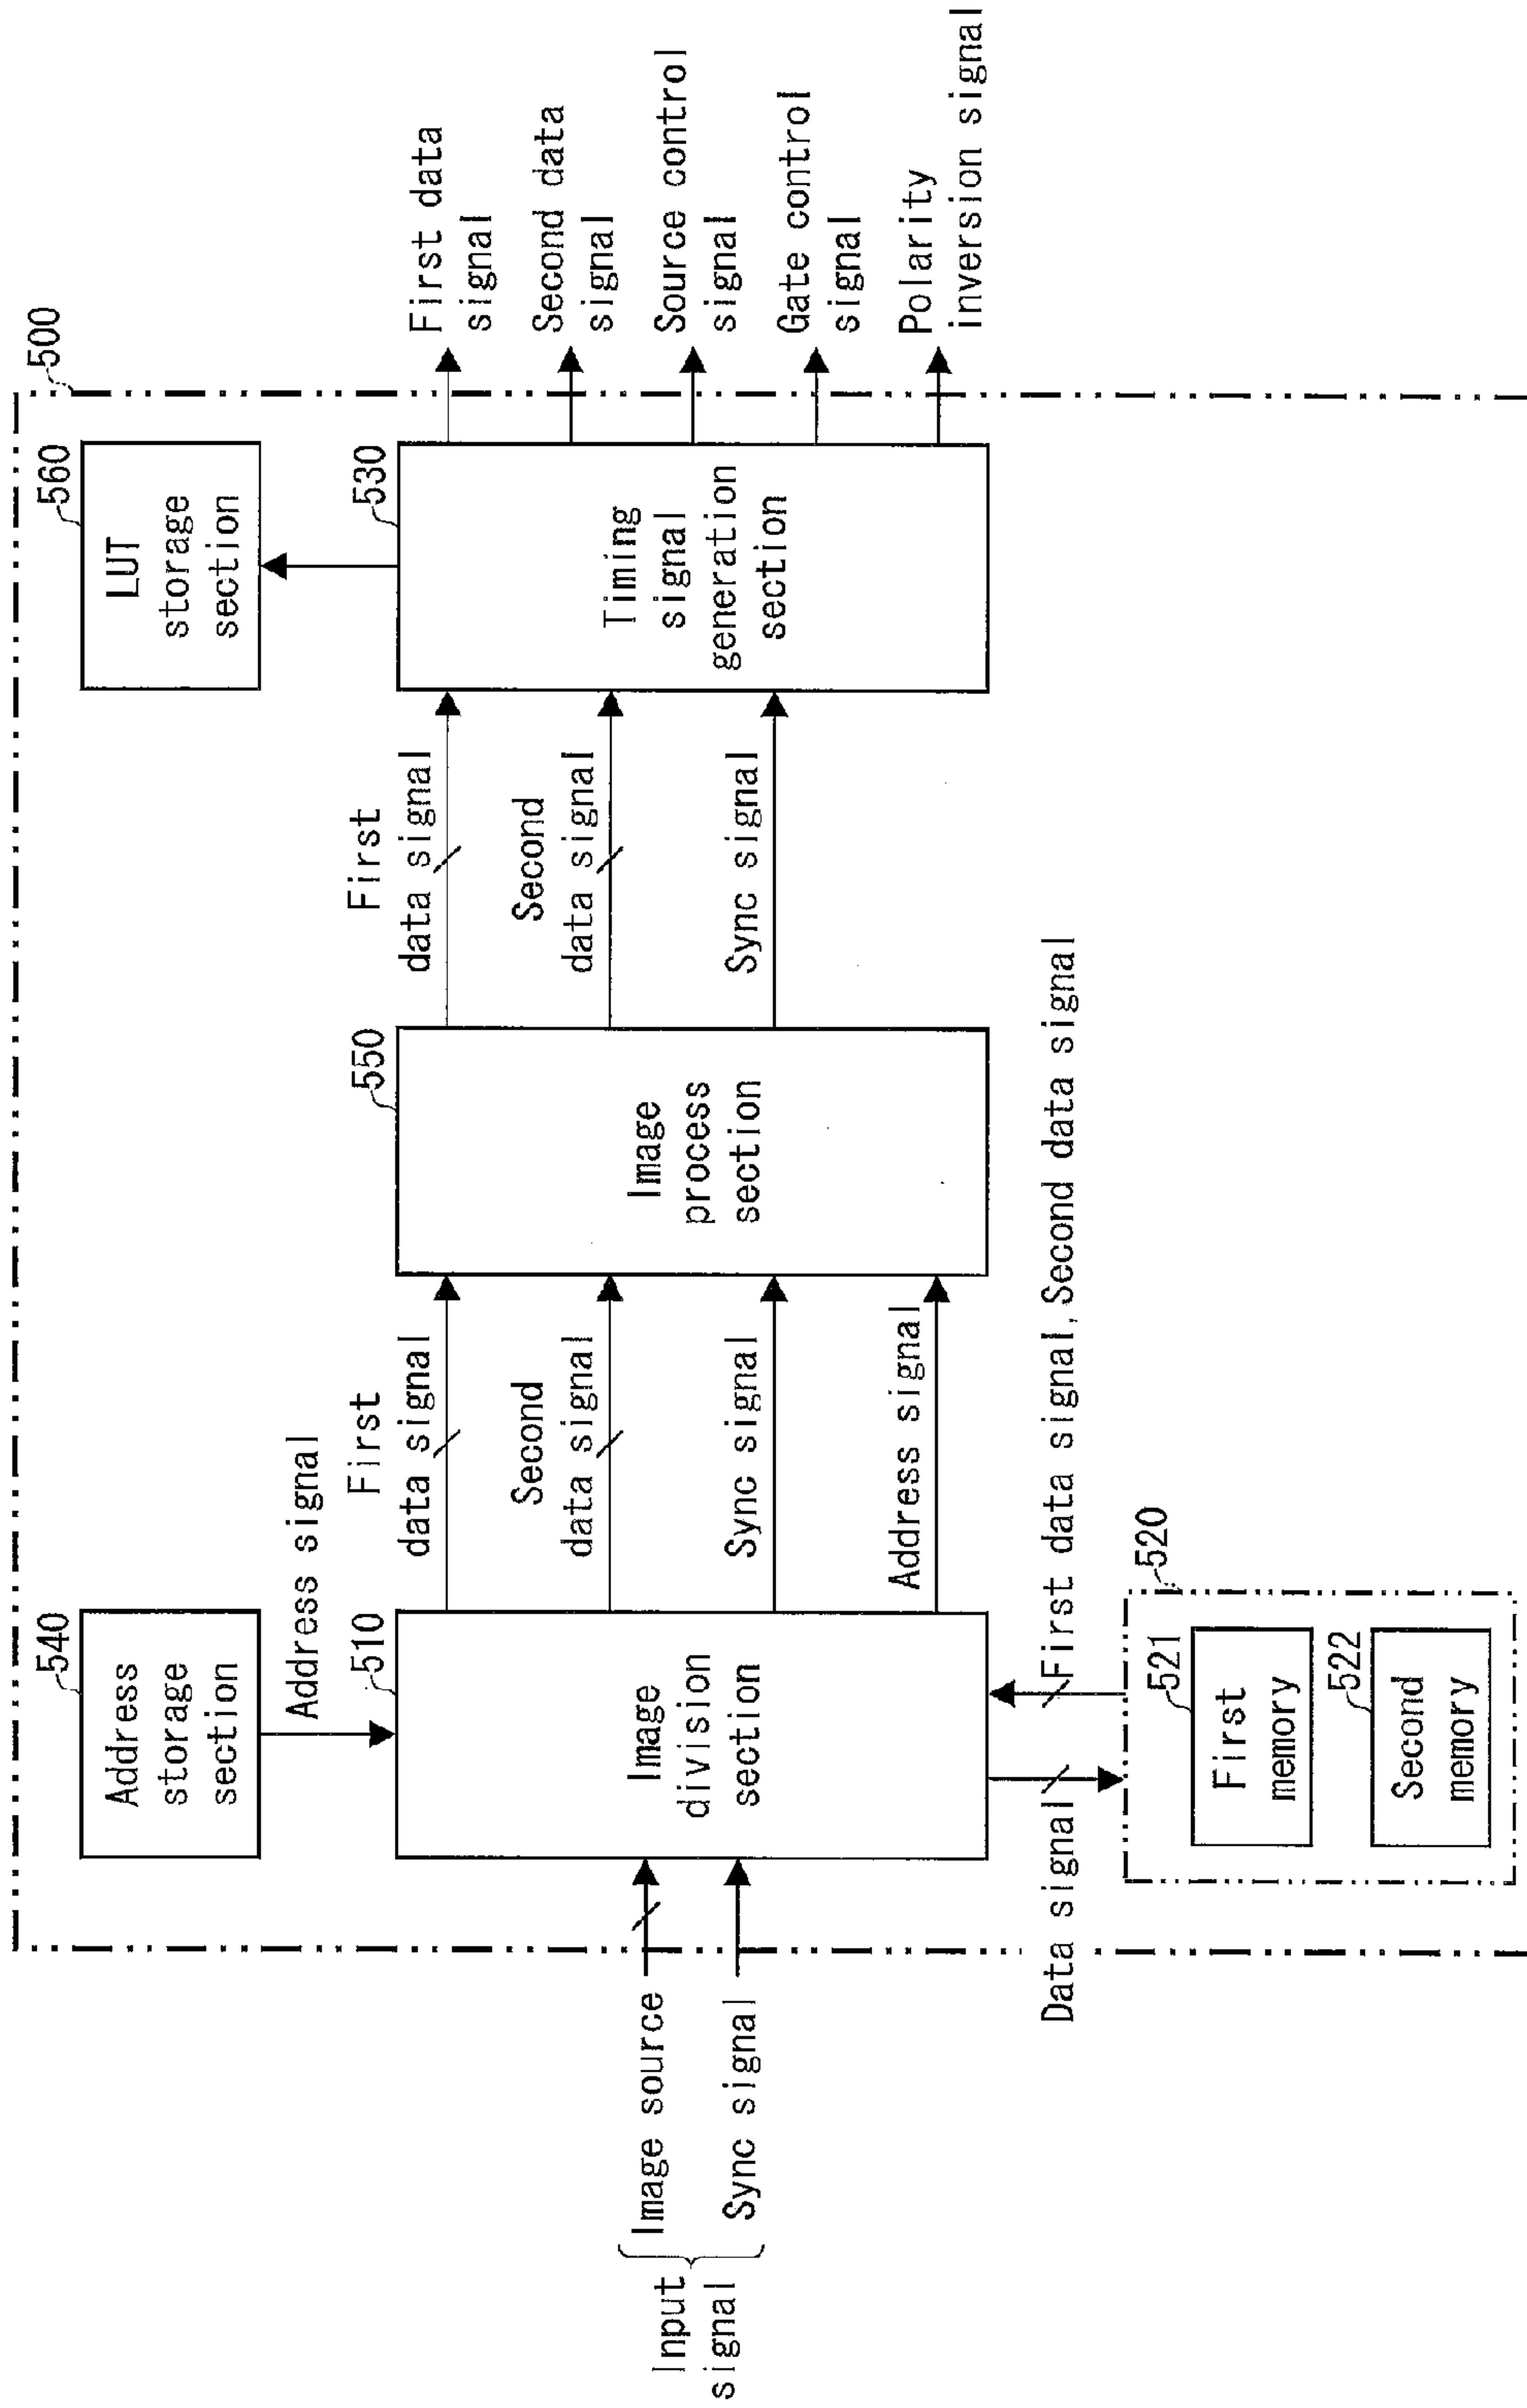 500
540
Address
storage
section
Address signal
560
LUT
storage
section
Input
signal
Image source
Sync signal
510
Image
division
section
First
data signal
Second
data signal
Sync signal
Address signal
550
Image
process
section
First
data signal
Second
data signal
Sync signal
530
Timing
signal
generation
section
First data
signal
Second data
signal
Source control
signal
Gate control
signal
Polarity
inversion signal
Data signal
First data signal, Second data signal
520
521
First
memory
522
Second
memory